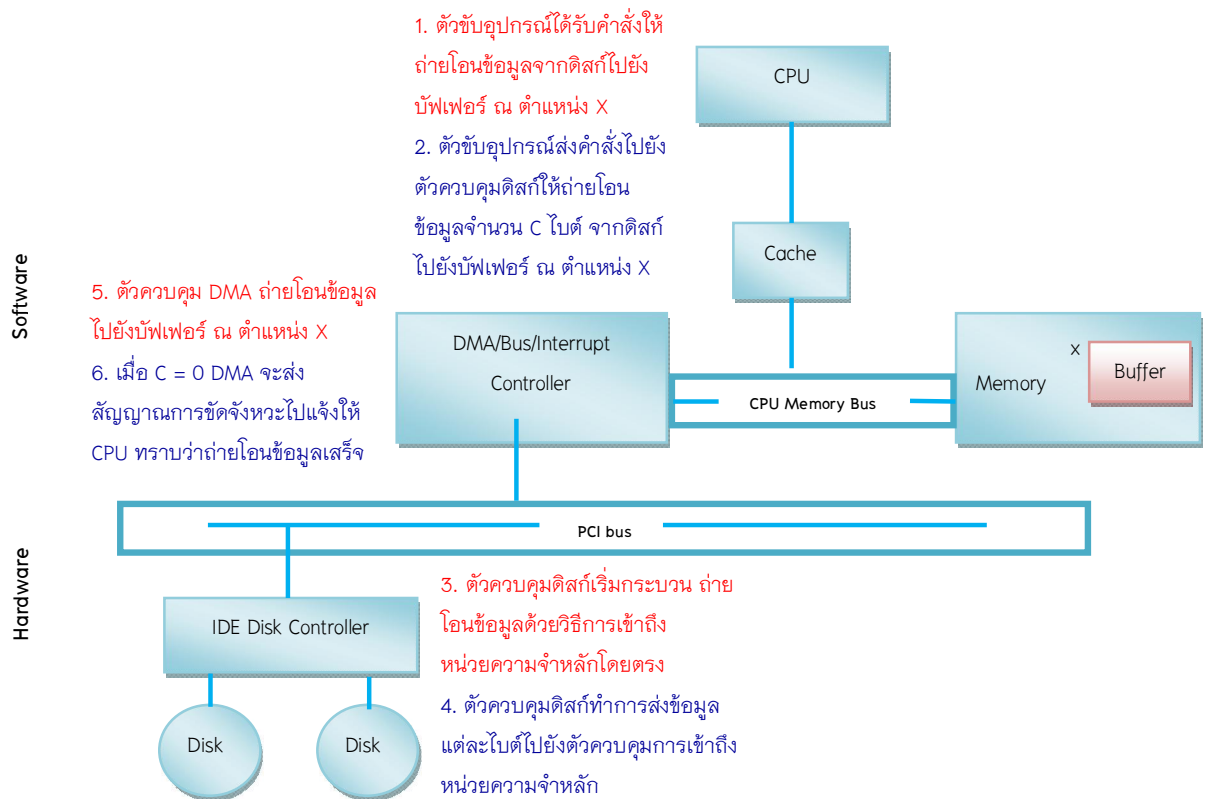 1. ตัวขับอุปกรณ์ได้รับคำสั่งให้
ถ่ายโอนข้อมูลจากดิสก์ไปยัง
บัฟเฟอร์ ณ ตำแหน่ง X
2. ตัวขับอุปกรณ์ส่งคำสั่งไปยัง
ตัวควบคุมดิสก์ให้ถ่ายโอน
ข้อมูลจำนวน C ไบต์ จากดิสก์
ไปยังบัฟเฟอร์ ณ ตำแหน่ง X
CPU
Cache
Software
5. ตัวควบคุม DMA ถ่ายโอนข้อมูล
ไปยังบัฟเฟอร์ ณ ตำแหน่ง X
6. เมื่อ C = 0 DMA จะส่ง
สัญญาณการขัดจังหวะไปแจ้งให้
CPU ทราบว่าถ่ายโอนข้อมูลเสร็จ
DMA/Bus/Interrupt
Controller
CPU Memory Bus
Memory
X
Buffer
PCI bus
Hardware
IDE Disk Controller
Disk
Disk
3. ตัวควบคุมดิสก์เริ่มกระบวน ถ่าย
โอนข้อมูลด้วยวิธีการเข้าถึง
หน่วยความจำหลักโดยตรง
4. ตัวควบคุมดิสก์ทำการส่งข้อมูล
แต่ละไบต์ไปยังตัวควบคุมการเข้าถึง
หน่วยความจำหลัก